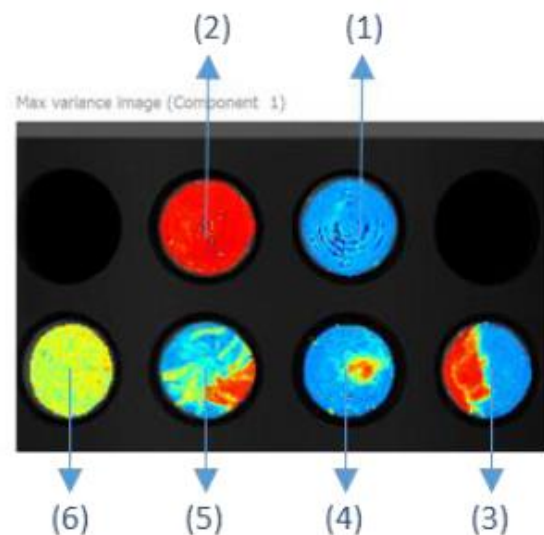 (2) (1)
Max variance image (Component 1)
(6) (5) (4) (3)